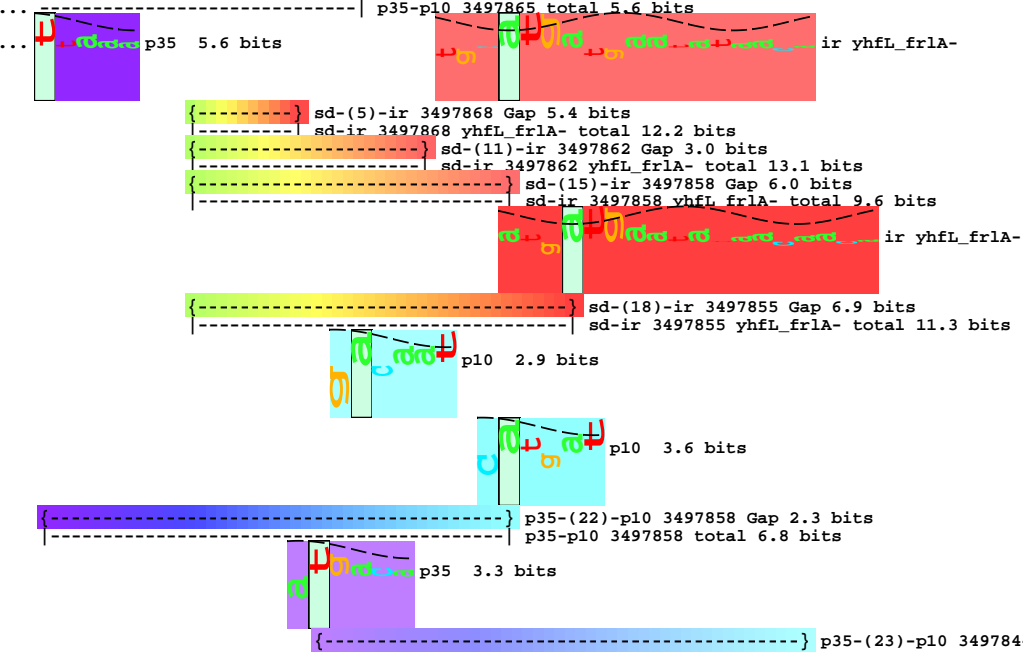 ... -----------------| p35-p10 3497865 total 5.6 bits
... t t a a a a p35 5.6 bits
t g a t g a t g a a t a t a a c a ir yhfL_frlA-
{--------} sd-(5)-ir 3497868 Gap 5.4 bits
|--------| sd-ir 3497868 yhfL_frlA- total 12.2 bits
{--------------------} sd-(11)-ir 3497862 Gap 3.0 bits
|--------------------| sd-ir 3497862 yhfL_frlA- total 13.1 bits
{----------------------------} sd-(15)-ir 3497858 Gap 6.0 bits
|----------------------------| sd-ir 3497858 yhfL_frlA- total 9.6 bits
a t g a t g a a t a a a c a a c ir yhfL_frlA-
{----------------------------------} sd-(18)-ir 3497855 Gap 6.9 bits
|----------------------------------| sd-ir 3497855 yhfL_frlA- total 11.3 bits
g a c a a t p10 2.9 bits
c a t g a t p10 3.6 bits
{------------------------------------------} p35-(22)-p10 3497858 Gap 2.3 bits
|------------------------------------------| p35-p10 3497858 total 6.8 bits
a t g a c a p35 3.3 bits
{--------------------------------------------} p35-(23)-p10 349784